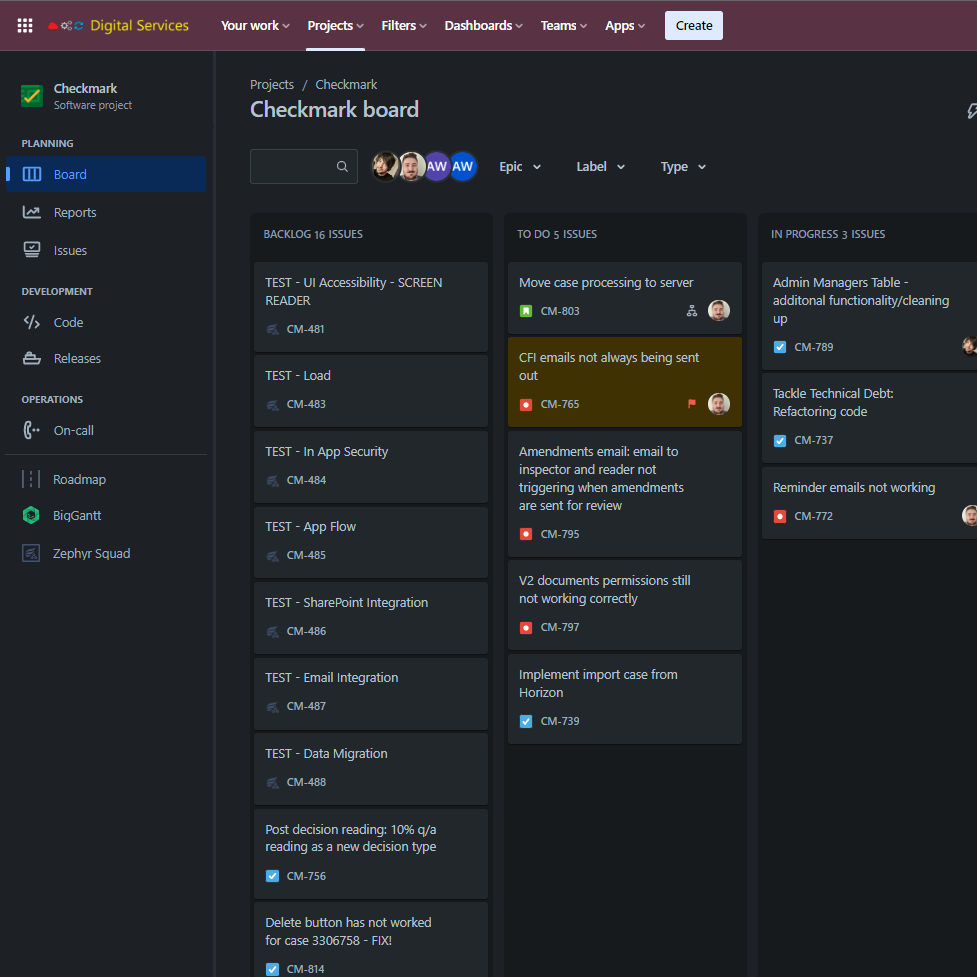 Digital Services
Your work
Projects
Filters
Dashboards
Teams
Apps
Create
Checkmark
Software project
PLANNING
Board
Reports
Issues
DEVELOPMENT
Code
Releases
OPERATIONS
On-call
Roadmap
BigGantt
Zephyr Squad
Projects / Checkmark
Checkmark board
AW
AW
Epic
Label
Type
BACKLOG 16 ISSUES
TEST - UI Accessibility - SCREEN
READER
CM-481
TEST - Load
CM-483
TEST - In App Security
CM-484
TEST - App Flow
CM-485
TEST - SharePoint Integration
CM-486
TEST - Email Integration
CM-487
TEST - Data Migration
CM-488
Post decision reading: 10% q/a
reading as a new decision type
CM-756
Delete button has not worked
for case 3306758 - FIX!
CM-814
TO DO 5 ISSUES
Move case processing to server
CM-803
CFI emails not always being sent
out
CM-765
Amendments email: email to
inspector and reader not
triggering when amendments
are sent for review
CM-795
V2 documents permissions still
not working correctly
CM-797
Implement import case from
Horizon
CM-739
IN PROGRESS 3 ISSUES
Admin Managers Table -
additonal functionality/cleaning
up
CM-789
Tackle Technical Debt:
Refactoring code
CM-737
Reminder emails not working
CM-772